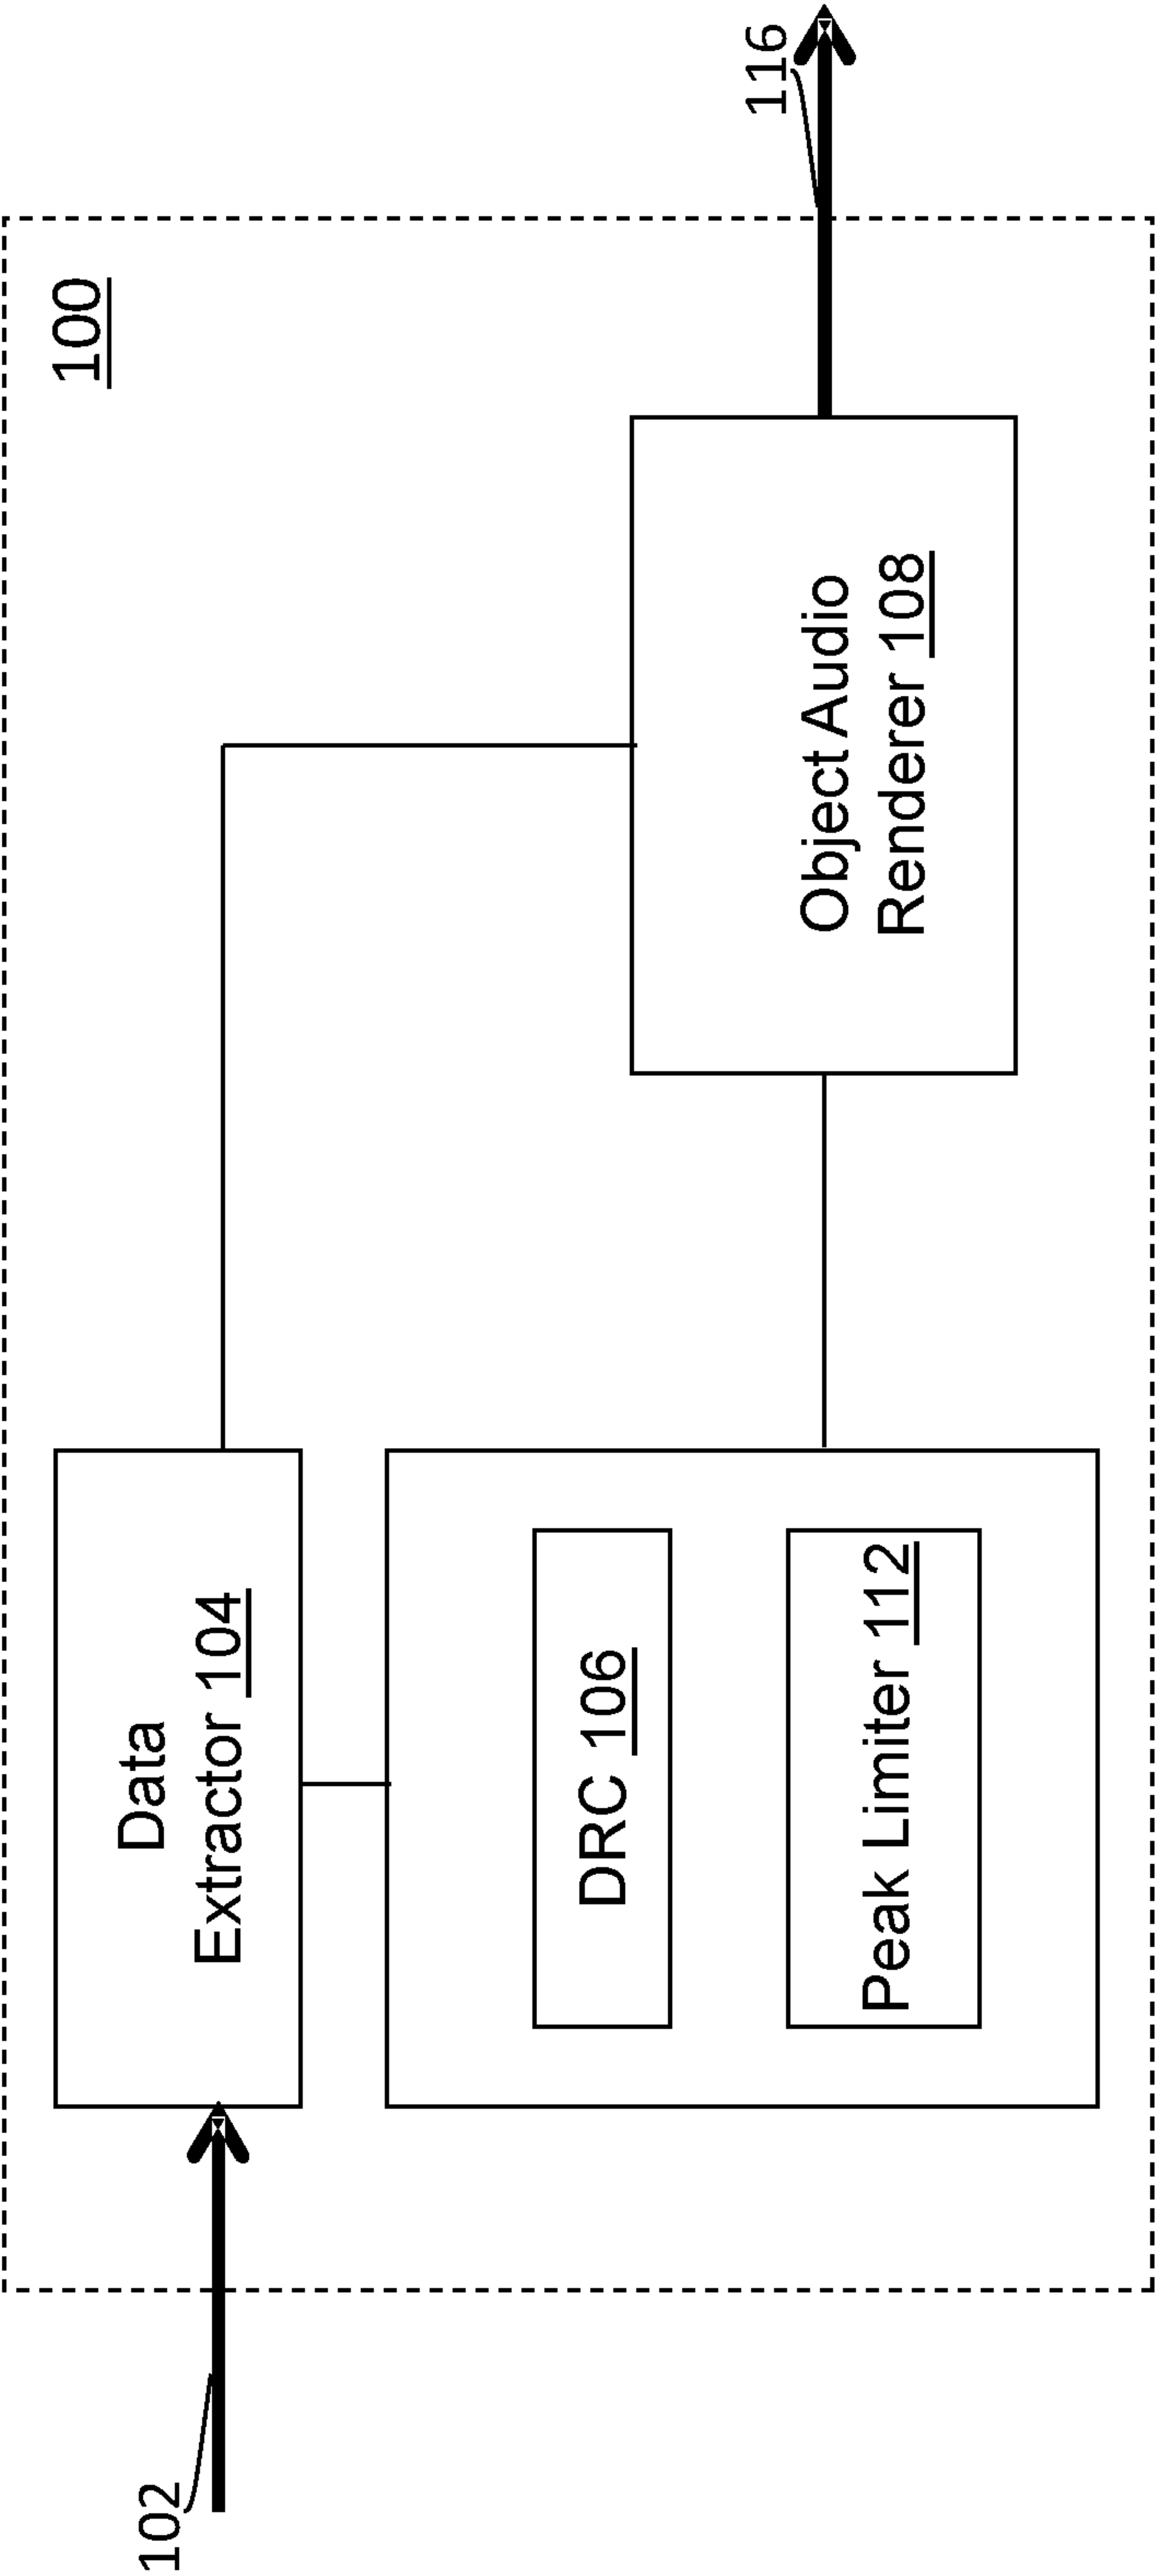 100
102
Data
Extractor 104
DRC 106
Peak Limiter 112
Object Audio
Renderer 108
116